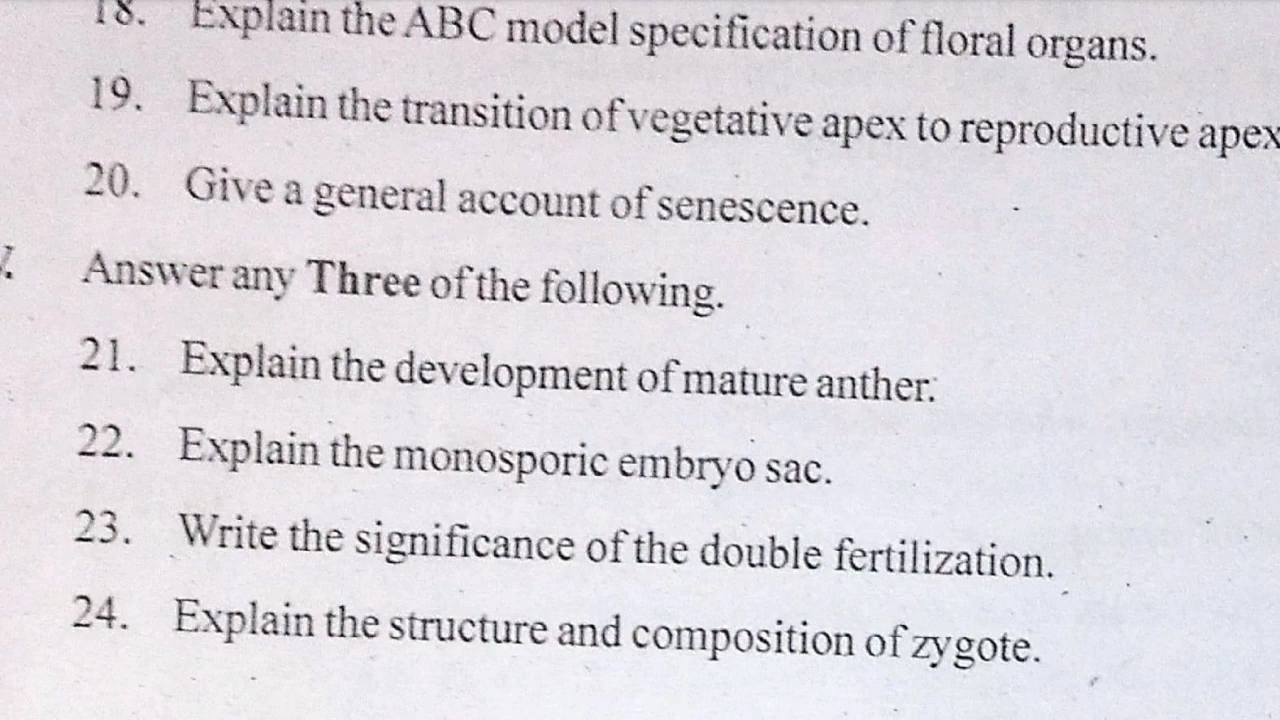 18. Explain the ABC model specification of floral organs.
19. Explain the transition of vegetative apex to reproductive apex
20. Give a general account of senescence.
Answer any Three of the following.
21. Explain the development of mature anther.
22. Explain the monosporic embryo sac.
23. Write the significance of the double fertilization.
24. Explain the structure and composition of zygote.